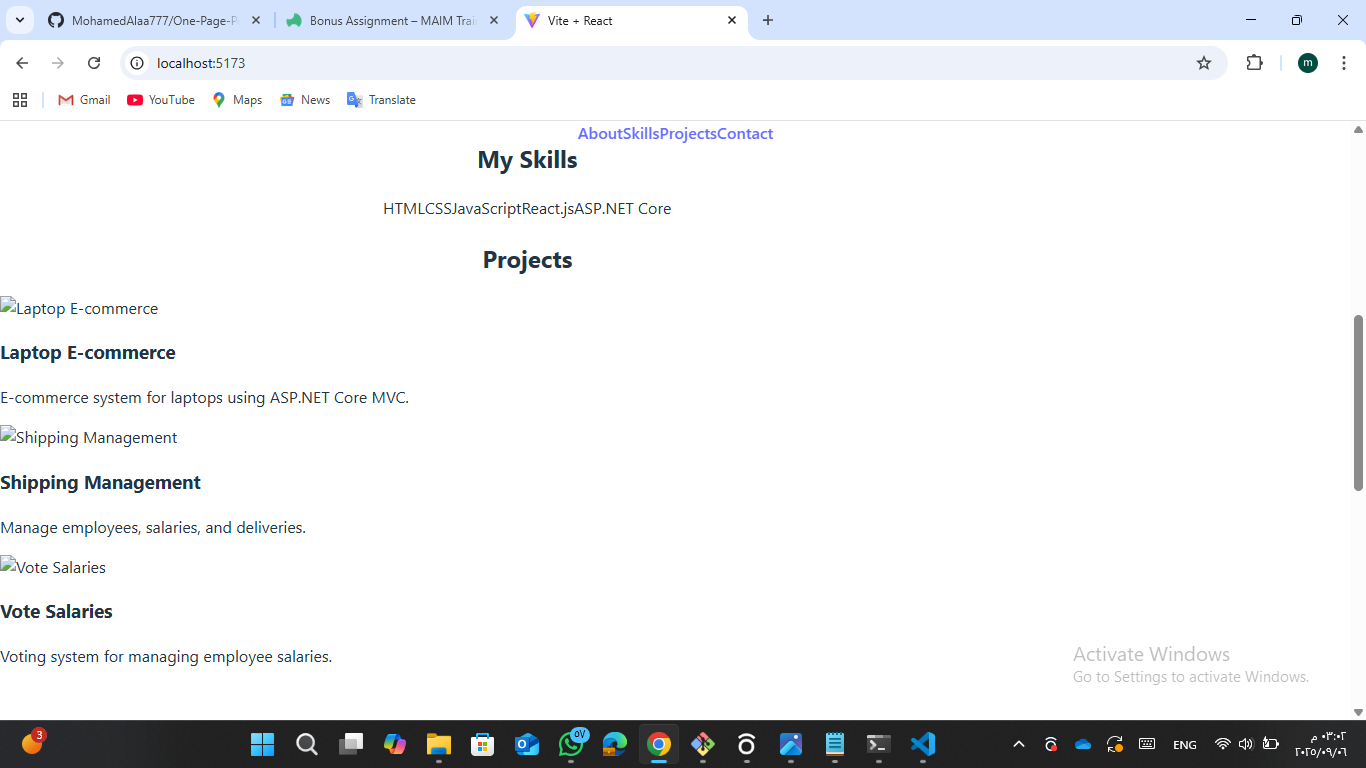 MohamedAlaa777/One-Page-P
Bonus Assignment – MAIM Trai
Vite + React
localhost:5173
m
Gmail
YouTube
Maps
News
Translate
AboutSkillsProjectsContact
My Skills
HTMLCSSJavaScriptReact.jsASP.NET Core
Projects
Laptop E-commerce
Laptop E-commerce
E-commerce system for laptops using ASP.NET Core MVC.
Shipping Management
Shipping Management
Manage employees, salaries, and deliveries.
Vote Salaries
Vote Salaries
Voting system for managing employee salaries.
Activate Windows
Go to Settings to activate Windows.
3
ENG
٠٣:٠٢ م
٢٠٢٥/٠٩/٠٦